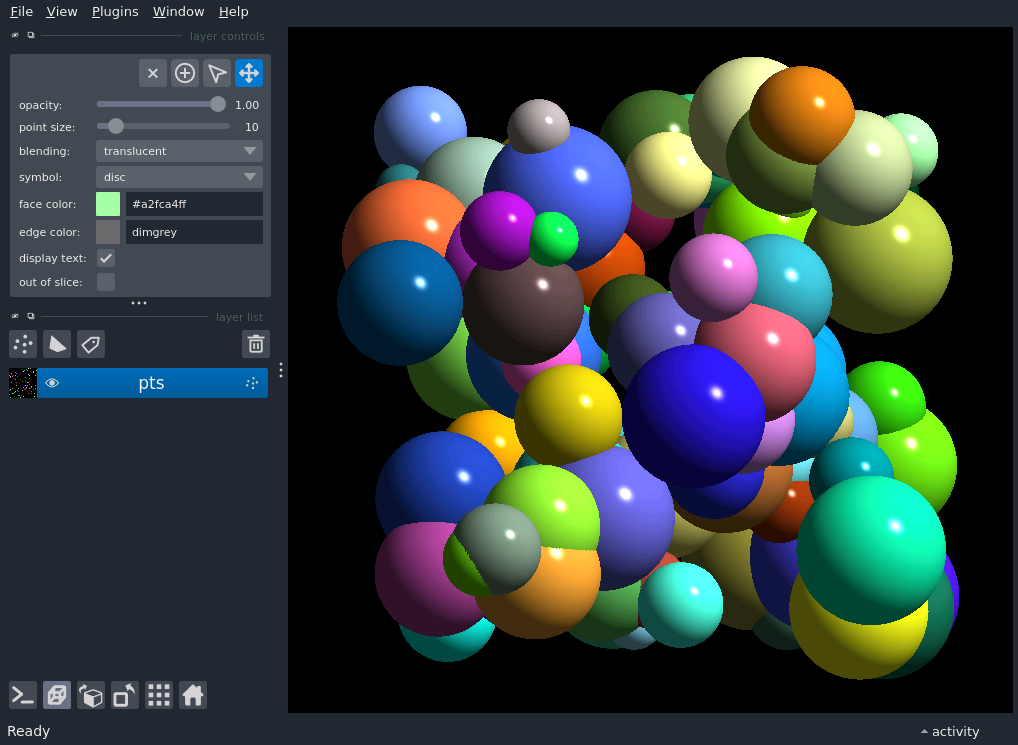 File View Plugins Window Help
layer controls
opacity: 1.00
point size: 10
blending: translucent
symbol: disc
face color: #a2fca4ff
edge color: dimgrey
display text:
out of slice:
layer list
pts
Ready activity